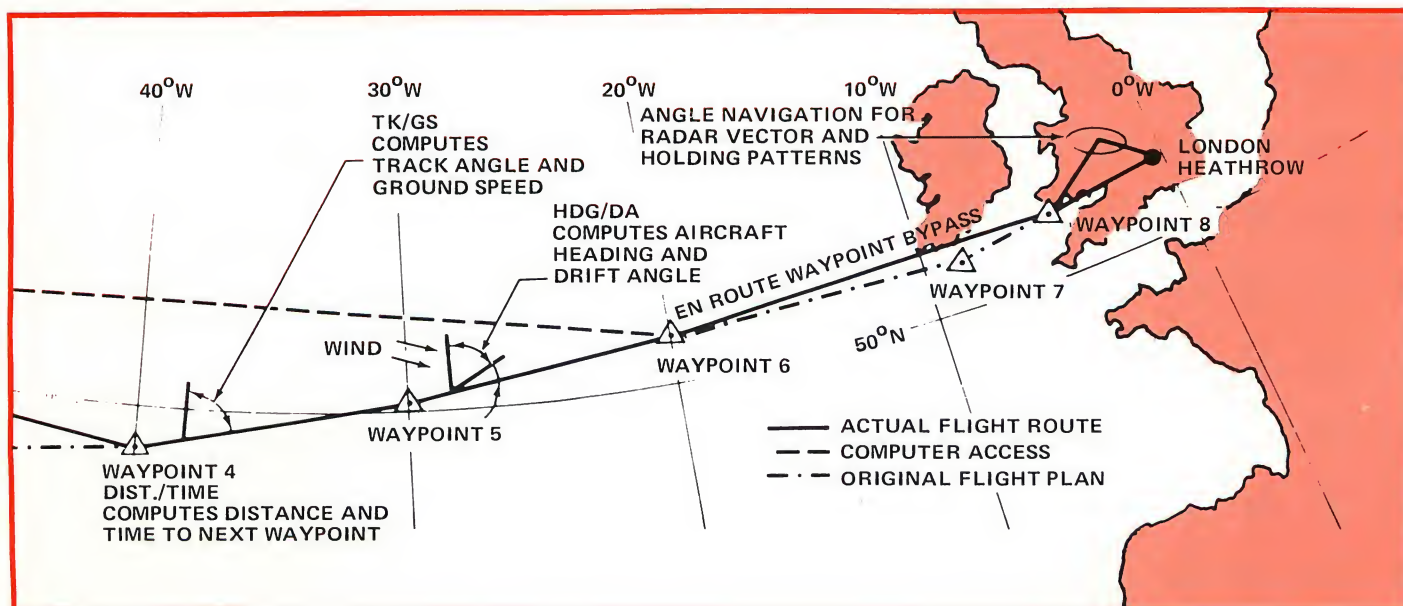 40°W
30°W
20°W
10°W
0°W
TK/GS
COMPUTES
TRACK ANGLE AND
GROUND SPEED
ANGLE NAVIGATION FOR
RADAR VECTOR AND
HOLDING PATTERNS
LONDON
HEATHROW
HDG/DA
COMPUTES AIRCRAFT
HEADING AND
DRIFT ANGLE
WAYPOINT 8
EN ROUTE WAYPOINT BYPASS
WAYPOINT 7
WIND
50°N
WAYPOINT 6
WAYPOINT 5
ACTUAL FLIGHT ROUTE
COMPUTER ACCESS
ORIGINAL FLIGHT PLAN
WAYPOINT 4
DIST./TIME
COMPUTES DISTANCE AND
TIME TO NEXT WAYPOINT